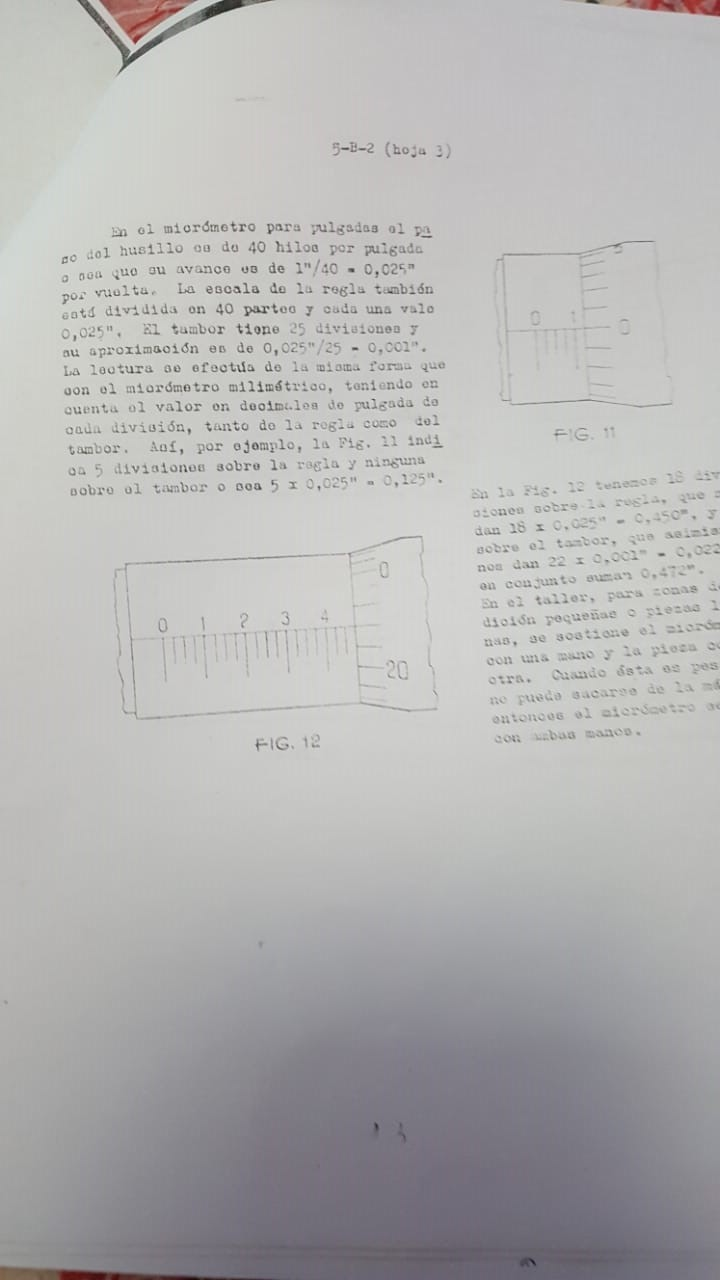 5-B-2 (hoja 3)
En el micrómetro para pulgadas el pa
so del husillo es de 40 hilos por pulgada
o sea que su avance es de 1"/40 = 0,025"
por vuelta. La escala de la regla también
está dividida en 40 partes y cada una vale
0,025". El tambor tiene 25 divisiones y
su aproximación es de 0,025"/25 = 0,001".
La lectura se efectúa de la misma forma que
con el micrómetro milimétrico, teniendo en
cuenta el valor en decimales de pulgada de
cada división, tanto de la regla como del
tambor. Así, por ejemplo, la Fig. 11 indi
ca 5 divisiones sobre la regla y ninguna
sobre el tambor o sea 5 x 0,025" = 0,125".
5
0 1 0
FIG. 11
En la Fig. 12 tenemos 18 div
siones sobre la regla, que
dan 18 x 0,025" = 0,450", y
sobre el tambor, que asimis
nos dan 22 x 0,001" = 0,022
en conjunto suman 0,472".
En el taller, para zonas d
dición pequeñas o piezas l
nas, se sostiene el micróm
con una mano y la pieza c
otra. Cuando ésta es pes
no puede sacarse de la má
entonces el micrómetro s
con ambas manos.
0
0 1 2 3 4
20
FIG. 12